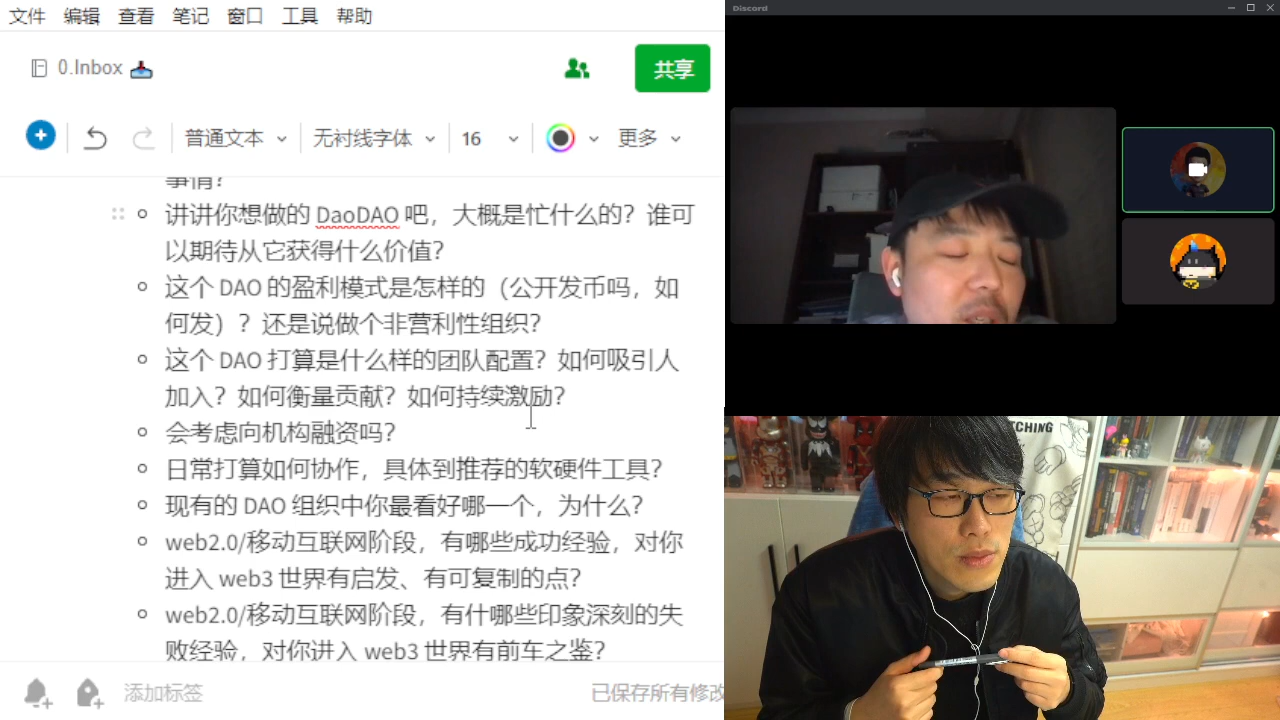 文件 编辑 查看 笔记 窗口 工具 帮助
Discord
0.Inbox
共享
普通文本
无衬线字体
16
更多
事情？
讲讲你想做的 DaoDAO 吧，大概是忙什么的？谁可
以期待从它获得什么价值？
这个 DAO 的盈利模式是怎样的（公开发币吗，如
何发）？还是说做个非营利性组织？
这个 DAO 打算是什么样的团队配置？如何吸引人
加入？如何衡量贡献？如何持续激励？
会考虑向机构融资吗？
日常打算如何协作，具体到推荐的软硬件工具？
现有的 DAO 组织中你最看好哪一个，为什么？
web2.0/移动互联网阶段，有哪些成功经验，对你
进入 web3 世界有启发、有可复制的点？
web2.0/移动互联网阶段，有什哪些印象深刻的失
败经验，对你进入 web3 世界有前车之鉴？
添加标签
已保存所有修改